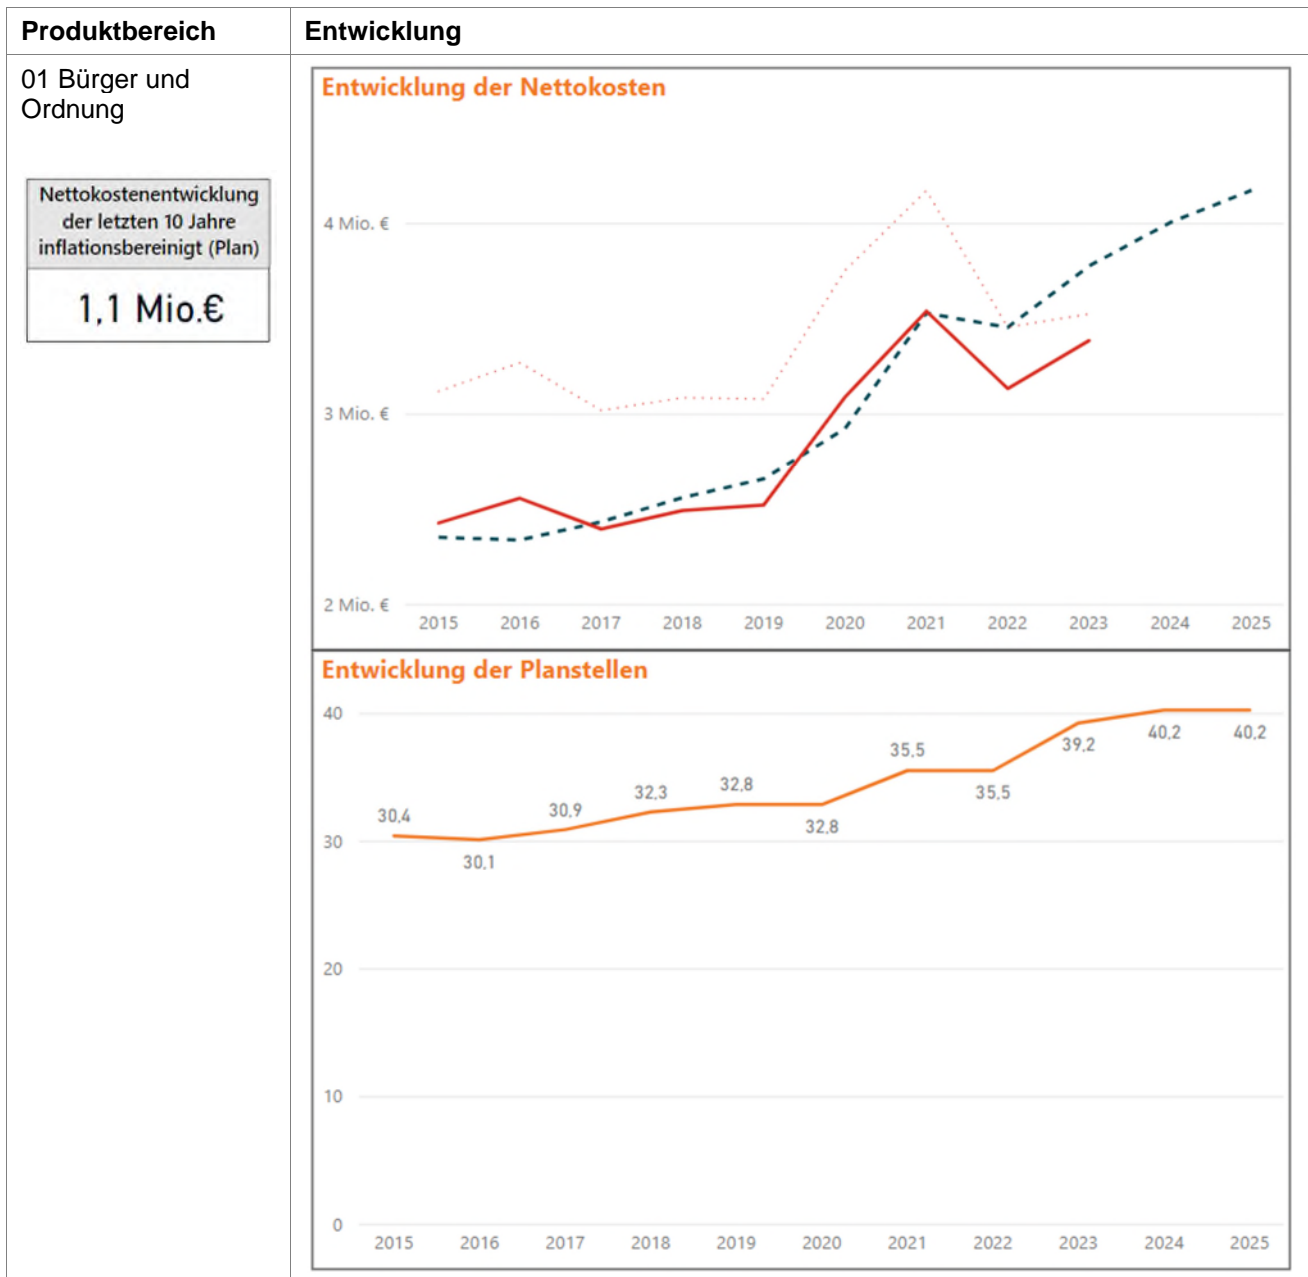 Produktbereich
Entwicklung
01 Bürger und
Ordnung
Nettokostenentwicklung
der letzten 10 Jahre
inflationsbereinigt (Plan)
1,1 Mio.€
Entwicklung der Nettokosten
4 Mio. €
3 Mio. €
2 Mio. €
2015 2016 2017 2018 2019 2020 2021 2022 2023 2024 2025
Entwicklung der Planstellen
40
30
20
10
0
30,4 30,1 30,9 32,3 32,8 32,8 35,5 35,5 39,2 40,2 40,2
2015 2016 2017 2018 2019 2020 2021 2022 2023 2024 2025